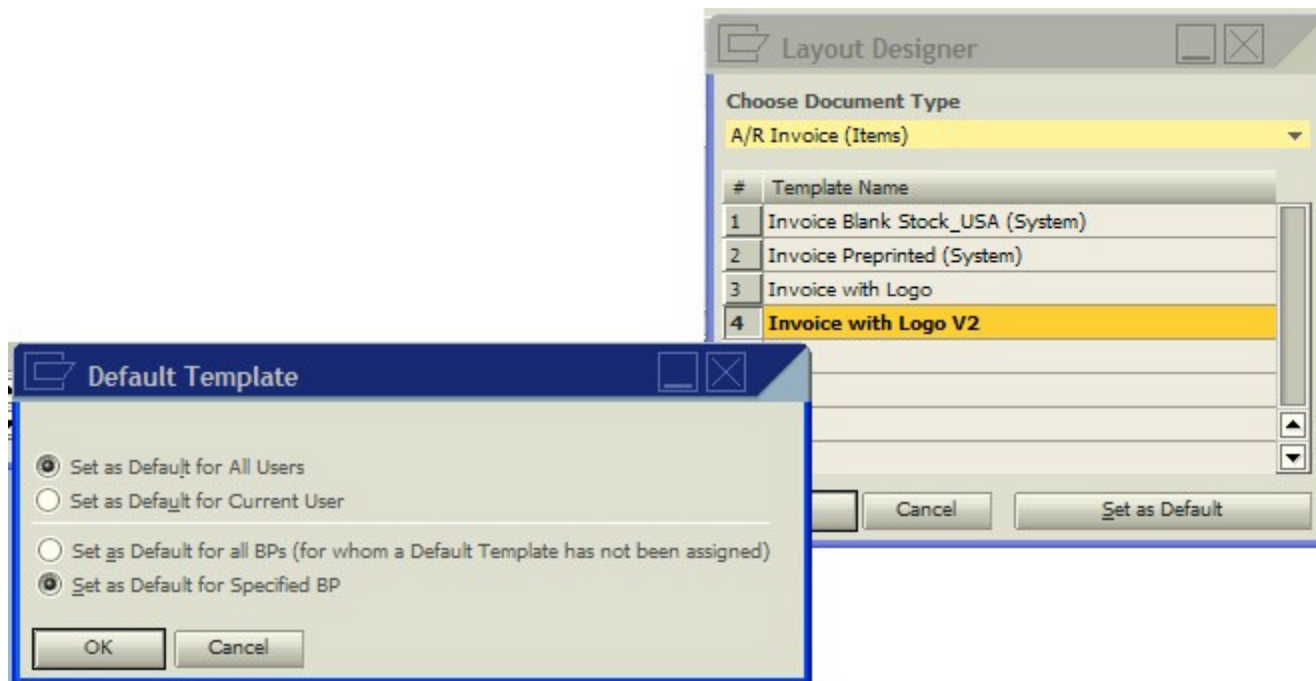 Layout Designer
Choose Document Type
A/R Invoice (Items)
# Template Name
1 Invoice Blank Stock_USA (System)
2 Invoice Preprinted (System)
3 Invoice with Logo
4 Invoice with Logo V2
Cancel Set as Default
Default Template
Set as Default for All Users
Set as Default for Current User
Set as Default for all BPs (for whom a Default Template has not been assigned)
Set as Default for Specified BP
OK Cancel